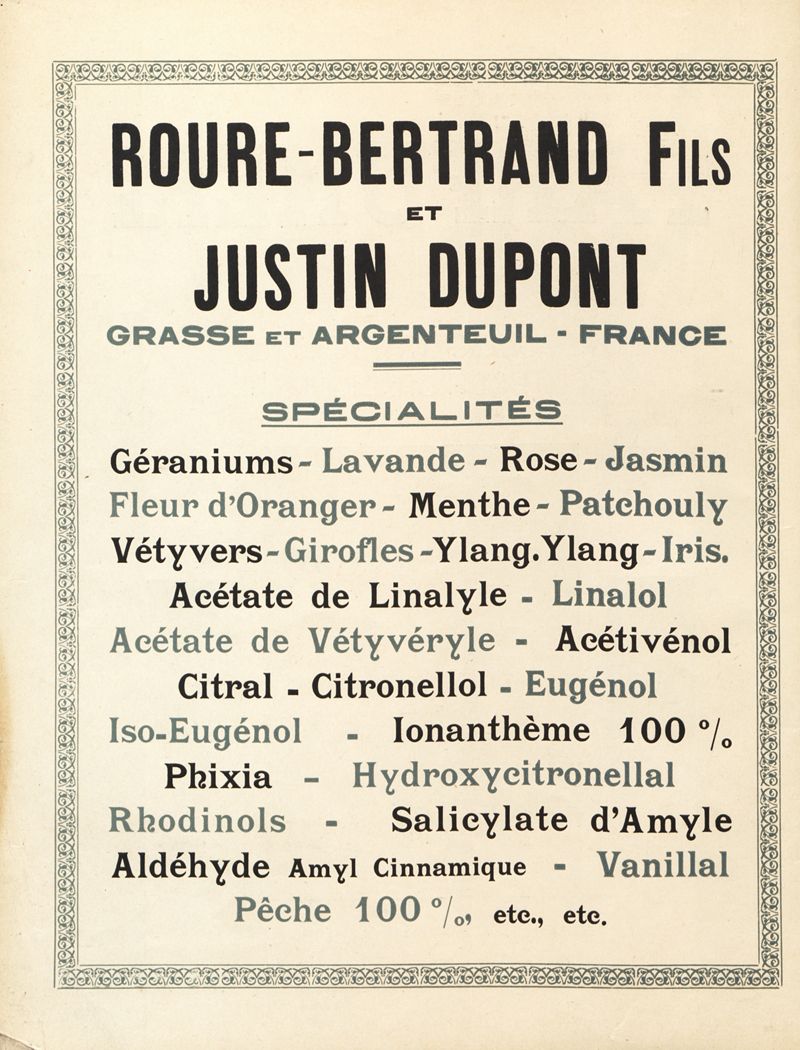 ROURE-BERTRAND FILS
ET
JUSTIN DUPONT
GRASSE ET ARGENTEUIL - FRANCE
SPÉCIALITÉS
Géraniums - Lavande - Rose - Jasmin
Fleur d'Oranger - Menthe - Patchouly
Vétyvers - Girofles - Ylang.Ylang - Iris.
Acétate de Linalyle - Linalol
Acétate de Vétyvéryle - Acétivénol
Citral - Citronellol - Eugénol
Iso-Eugénol - Ionanthème 100 %
Phixia - Hydroxycitronellal
Rhodinols - Salicylate d'Amyle
Aldéhyde Amyl Cinnamique - Vanillal
Pêche 100 %, etc., etc.